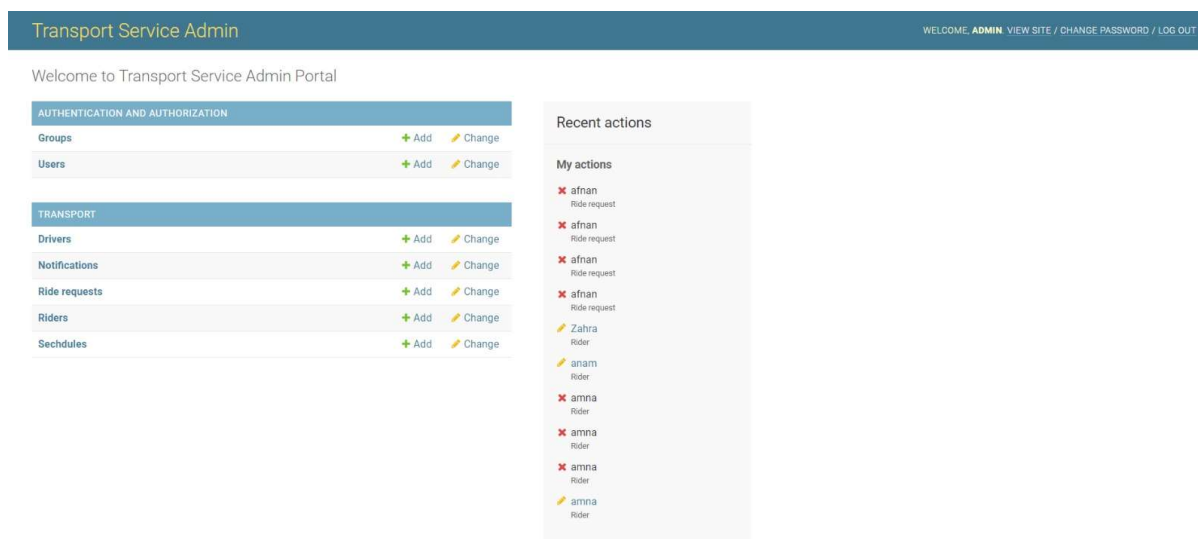 Transport Service Admin
WELCOME, ADMIN. VIEW SITE / CHANGE PASSWORD / LOG OUT
Welcome to Transport Service Admin Portal
AUTHENTICATION AND AUTHORIZATION
Groups Add Change
Users Add Change
TRANSPORT
Drivers Add Change
Notifications Add Change
Ride requests Add Change
Riders Add Change
Sechdules Add Change
Recent actions
My actions
afnan
Ride request
afnan
Ride request
afnan
Ride request
afnan
Ride request
Zahra
Rider
anam
Rider
amna
Rider
amna
Rider
amna
Rider
amna
Rider